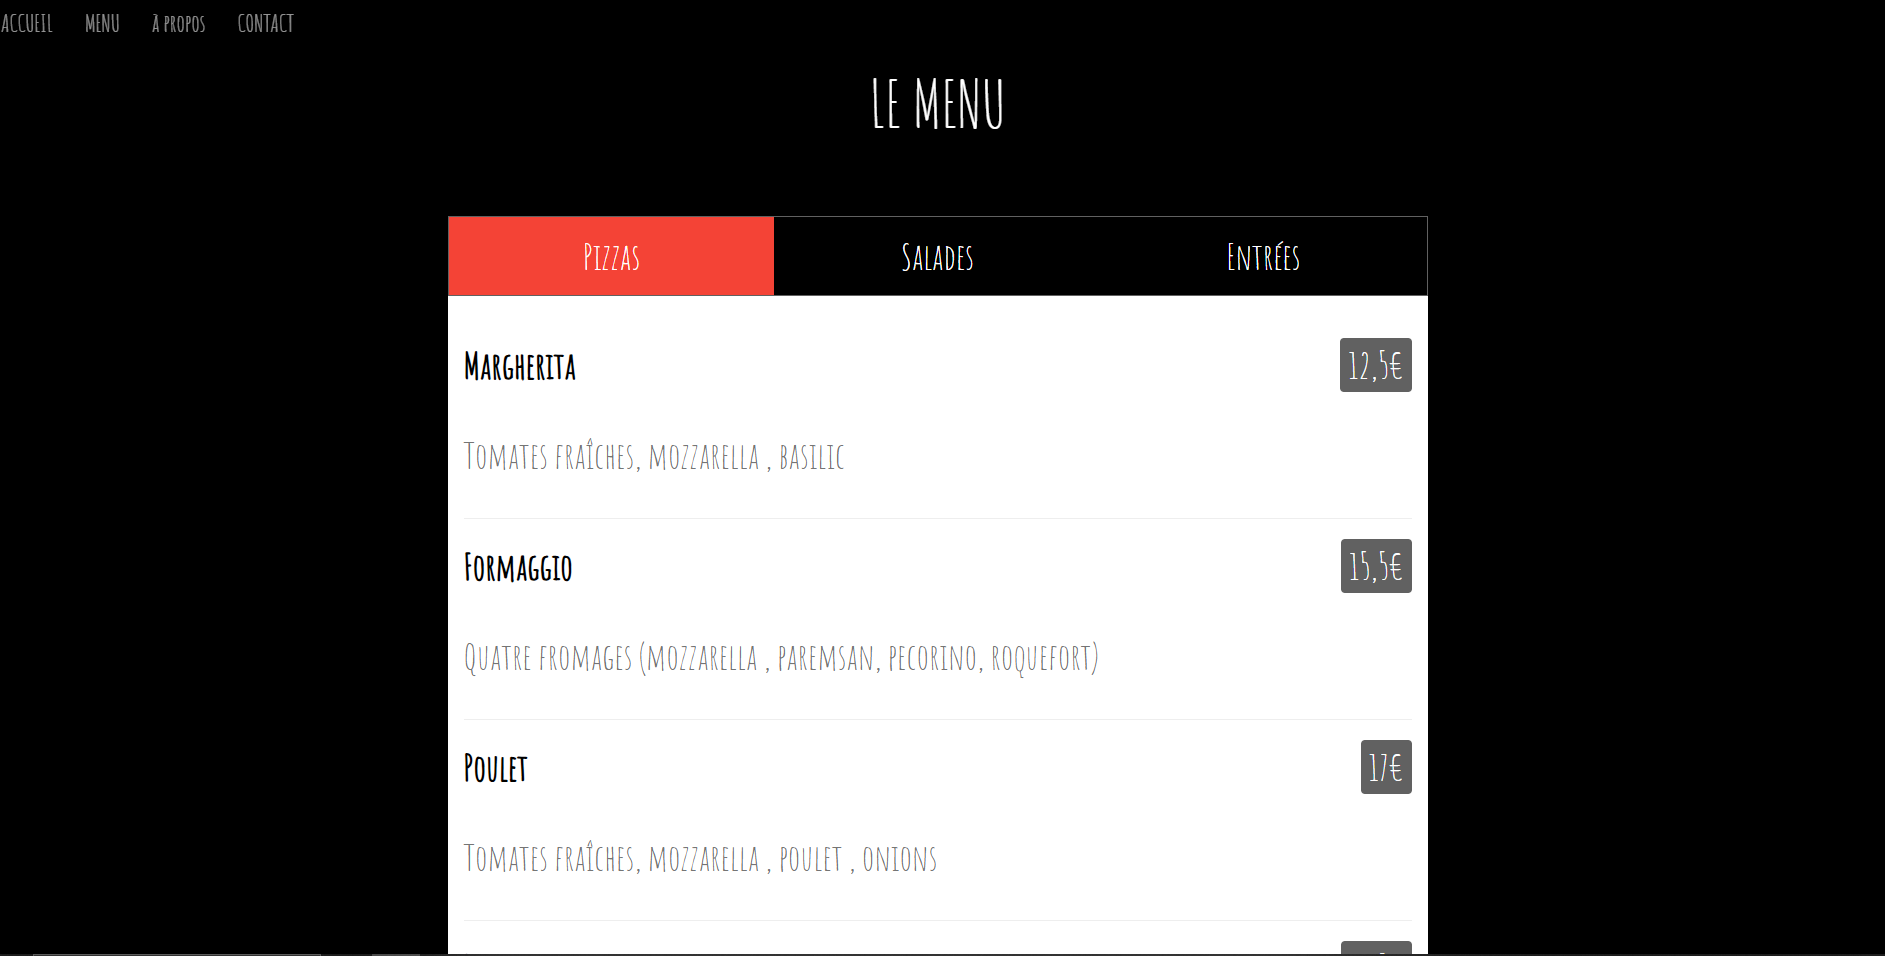 ACCUEIL MENU À PROPOS CONTACT
LE MENU
Pizzas Salades Entrées
Margherita 12,5€
Tomates fraîches, mozzarella , basilic
Formaggio 15,5€
Quatre fromages (mozzarella , paremsan, pecorino, roquefort)
Poulet 17€
Tomates fraîches, mozzarella , poulet , onions